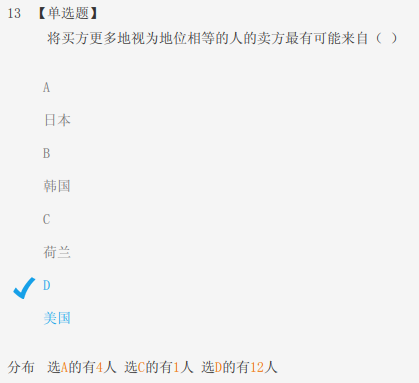 13 【单选题】
将买方更多地视为地位相等的人的卖方最有可能来自（ ）
A
日本
B
韩国
C
荷兰
D
美国
分布 选A的有4人 选C的有1人 选D的有12人